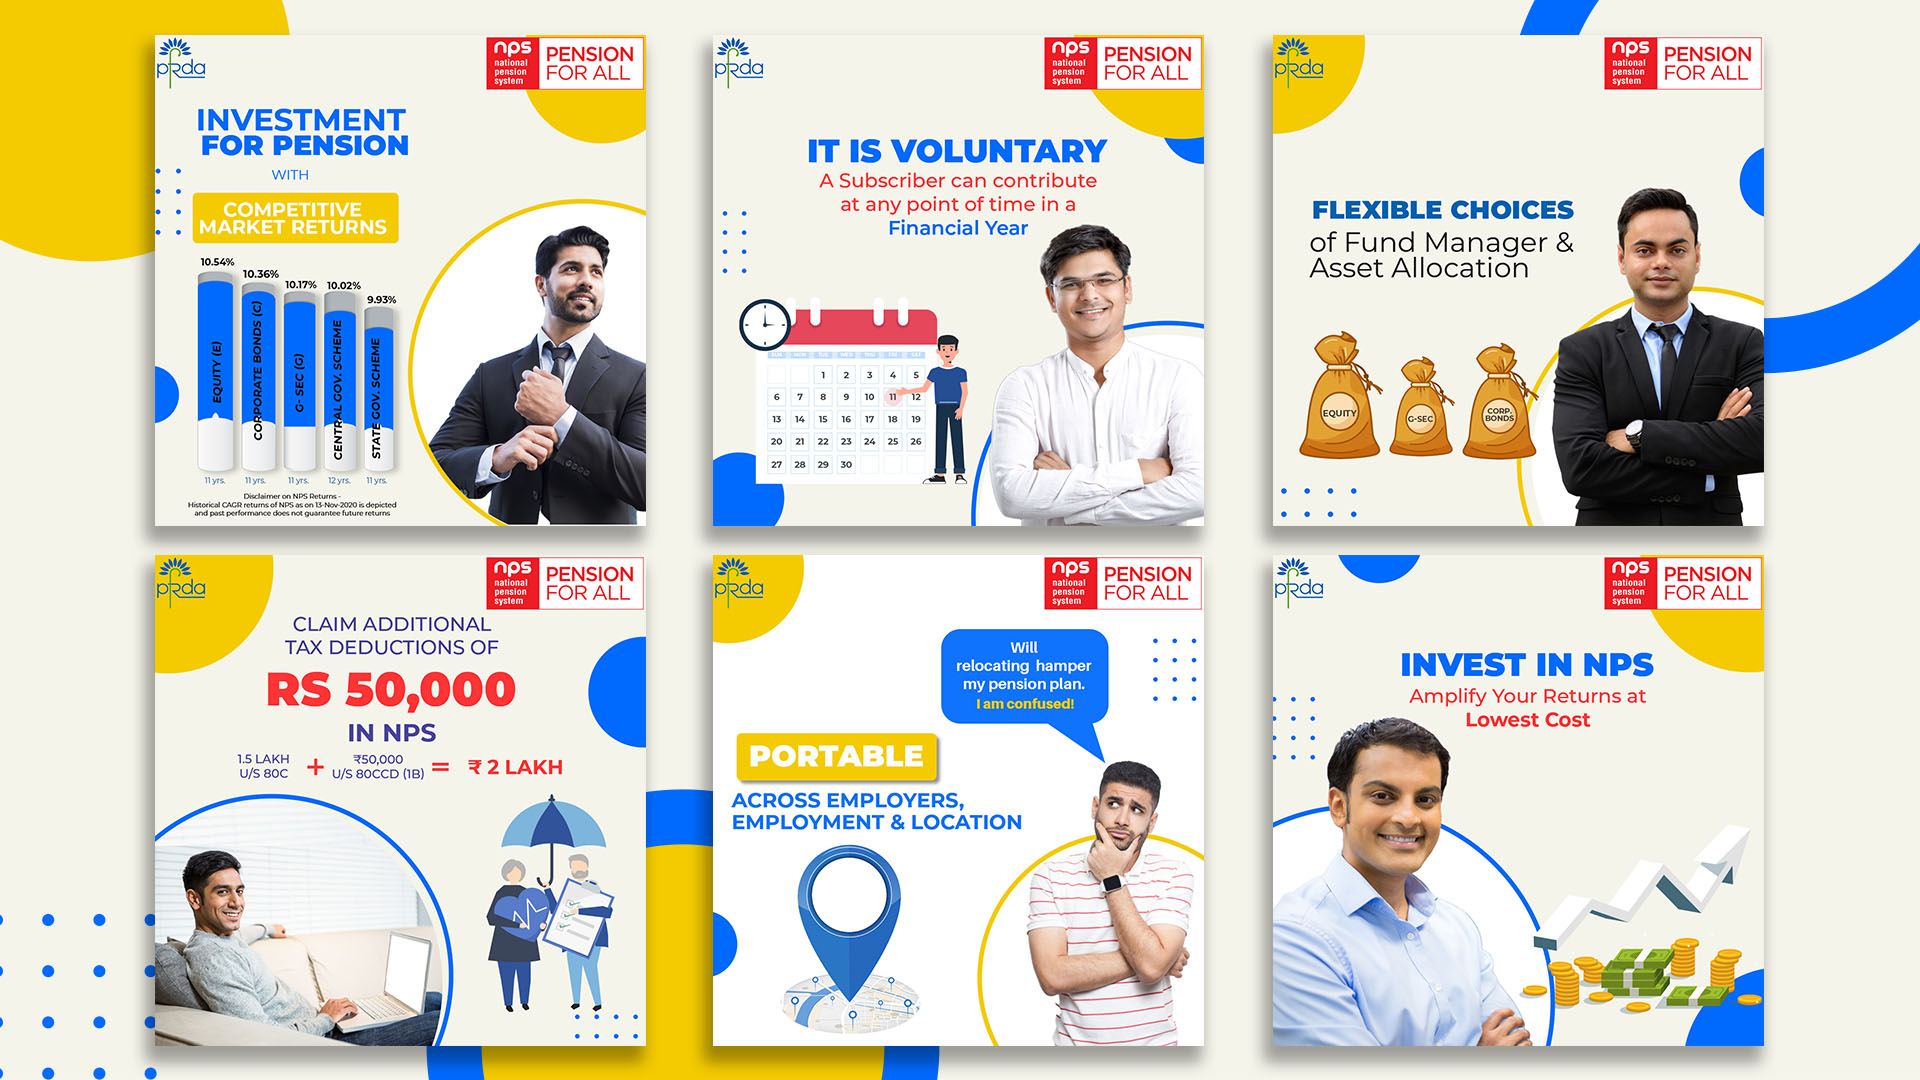 pfrda
nps
national
pension
system
PENSION
FOR ALL
INVESTMENT
FOR PENSION
WITH
COMPETITIVE
MARKET RETURNS
10.54%
10.36%
10.17%
10.02%
9.93%
EQUITY (E)
CORPORATE BONDS (C)
G- SEC (G)
CENTRAL GOV. SCHEME
STATE GOV. SCHEME
11 yrs.
11 yrs.
11 yrs.
12 yrs.
11 yrs.
Disclaimer on NPS Returns -
Historical CAGR returns of NPS as on 13-Nov-2020 is depicted
and past performance does not guarantee future returns
pfrda
nps
national
pension
system
PENSION
FOR ALL
IT IS VOLUNTARY
A Subscriber can contribute
at any point of time in a
Financial Year
SUN MON TUE WED THU FRI SAT
1 2 3 4 5
6 7 8 9 10 11 12
13 14 15 16 17 18 19
20 21 22 23 24 25 26
27 28 29 30
pfrda
nps
national
pension
system
PENSION
FOR ALL
FLEXIBLE CHOICES
of Fund Manager &
Asset Allocation
EQUITY
G-SEC
CORP.
BONDS
pfrda
nps
national
pension
system
PENSION
FOR ALL
CLAIM ADDITIONAL
TAX DEDUCTIONS OF
RS 50,000
IN NPS
1.5 LAKH
U/S 80C
+
₹50,000
U/S 80CCD (1B)
= ₹ 2 LAKH
pfrda
nps
national
pension
system
PENSION
FOR ALL
Will
relocating hamper
my pension plan.
I am confused!
PORTABLE
ACROSS EMPLOYERS,
EMPLOYMENT & LOCATION
pfrda
nps
national
pension
system
PENSION
FOR ALL
INVEST IN NPS
Amplify Your Returns at
Lowest Cost